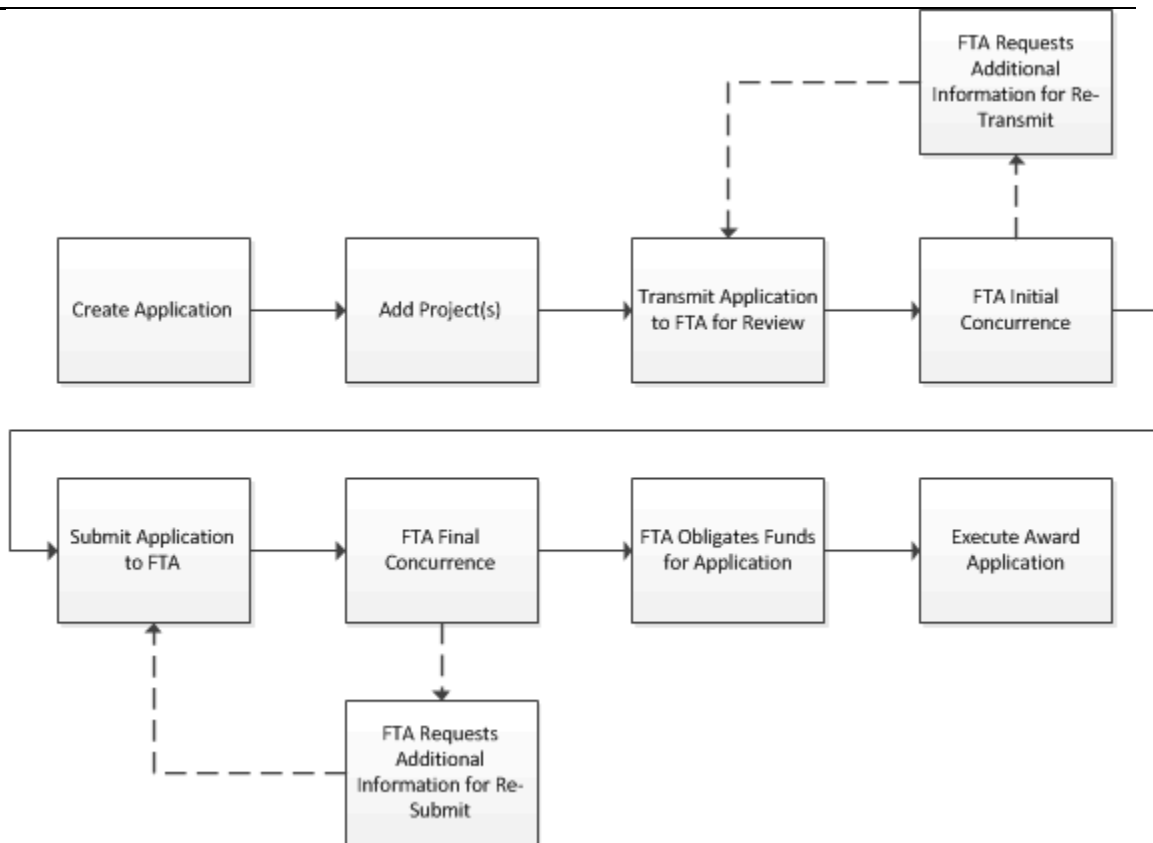 FTA Requests
Additional
Information for Re-
Transmit
Create Application
Add Project(s)
Transmit Application
to FTA for Review
FTA Initial
Concurrence
Submit Application
to FTA
FTA Final
Concurrence
FTA Obligates Funds
for Application
Execute Award
Application
FTA Requests
Additional
Information for Re-
Submit